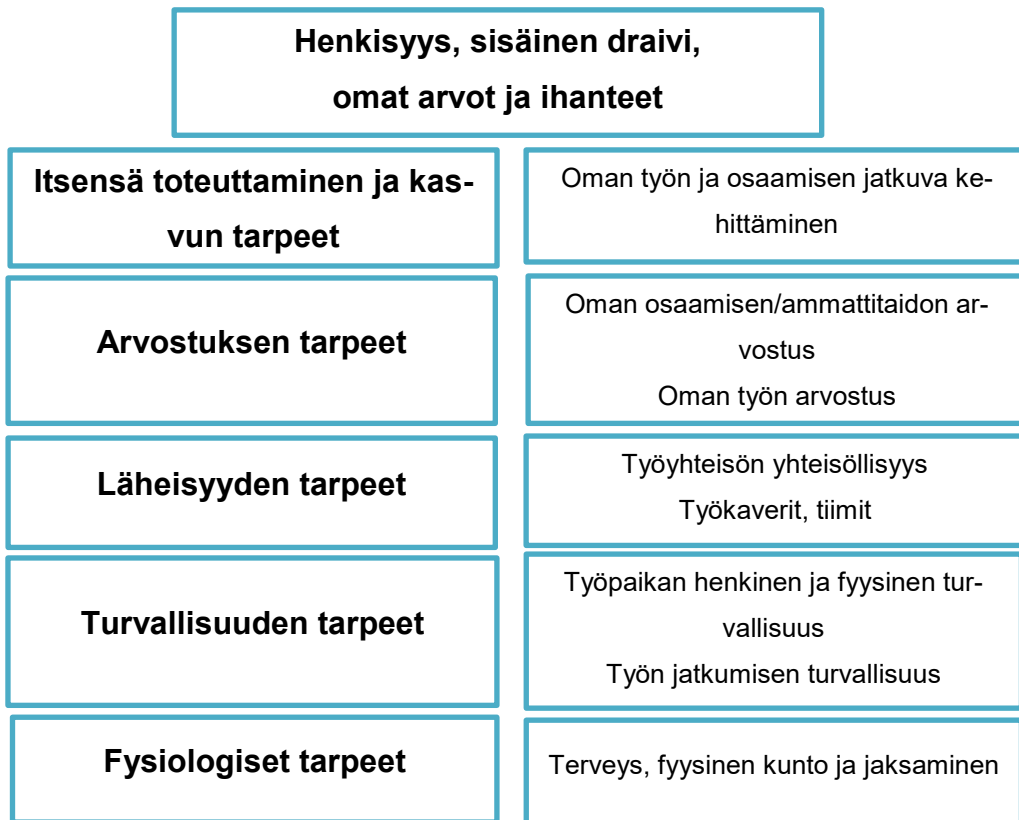 Henkisyys, sisäinen draivi,
omat arvot ja ihanteet
Itsensä toteuttaminen ja kas-
vun tarpeet
Oman työn ja osaamisen jatkuva ke-
hittäminen
Arvostuksen tarpeet
Oman osaamisen/ammattitaidon ar-
vostus
Oman työn arvostus
Läheisyyden tarpeet
Työyhteisön yhteisöllisyys
Työkaverit, tiimit
Turvallisuuden tarpeet
Työpaikan henkinen ja fyysinen tur-
vallisuus
Työn jatkumisen turvallisuus
Fysiologiset tarpeet
Terveys, fyysinen kunto ja jaksaminen